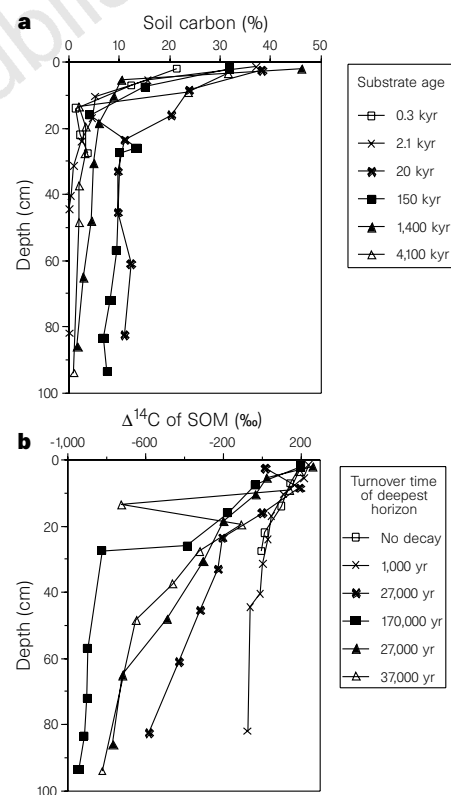 a
Soil carbon (%)
0 10 20 30 40 50
Depth (cm)
0
20
40
60
80
100
Substrate age
0.3 kyr
2.1 kyr
20 kyr
150 kyr
1,400 kyr
4,100 kyr
b
Δ14C of SOM (‰)
-1,000 -600 -200 200
Depth (cm)
0
20
40
60
80
100
Turnover time
of deepest
horizon
No decay
1,000 yr
27,000 yr
170,000 yr
27,000 yr
37,000 yr